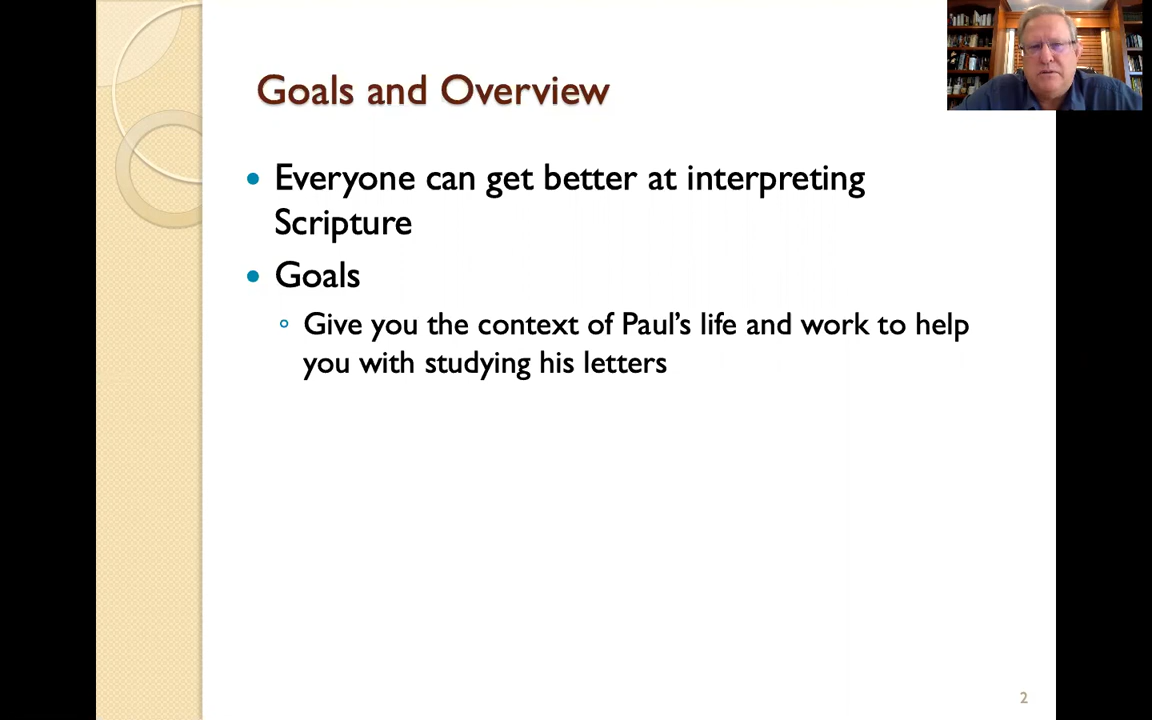 Goals and Overview
Everyone can get better at interpreting
Scripture
Goals
Give you the context of Paul's life and work to help
you with studying his letters
2